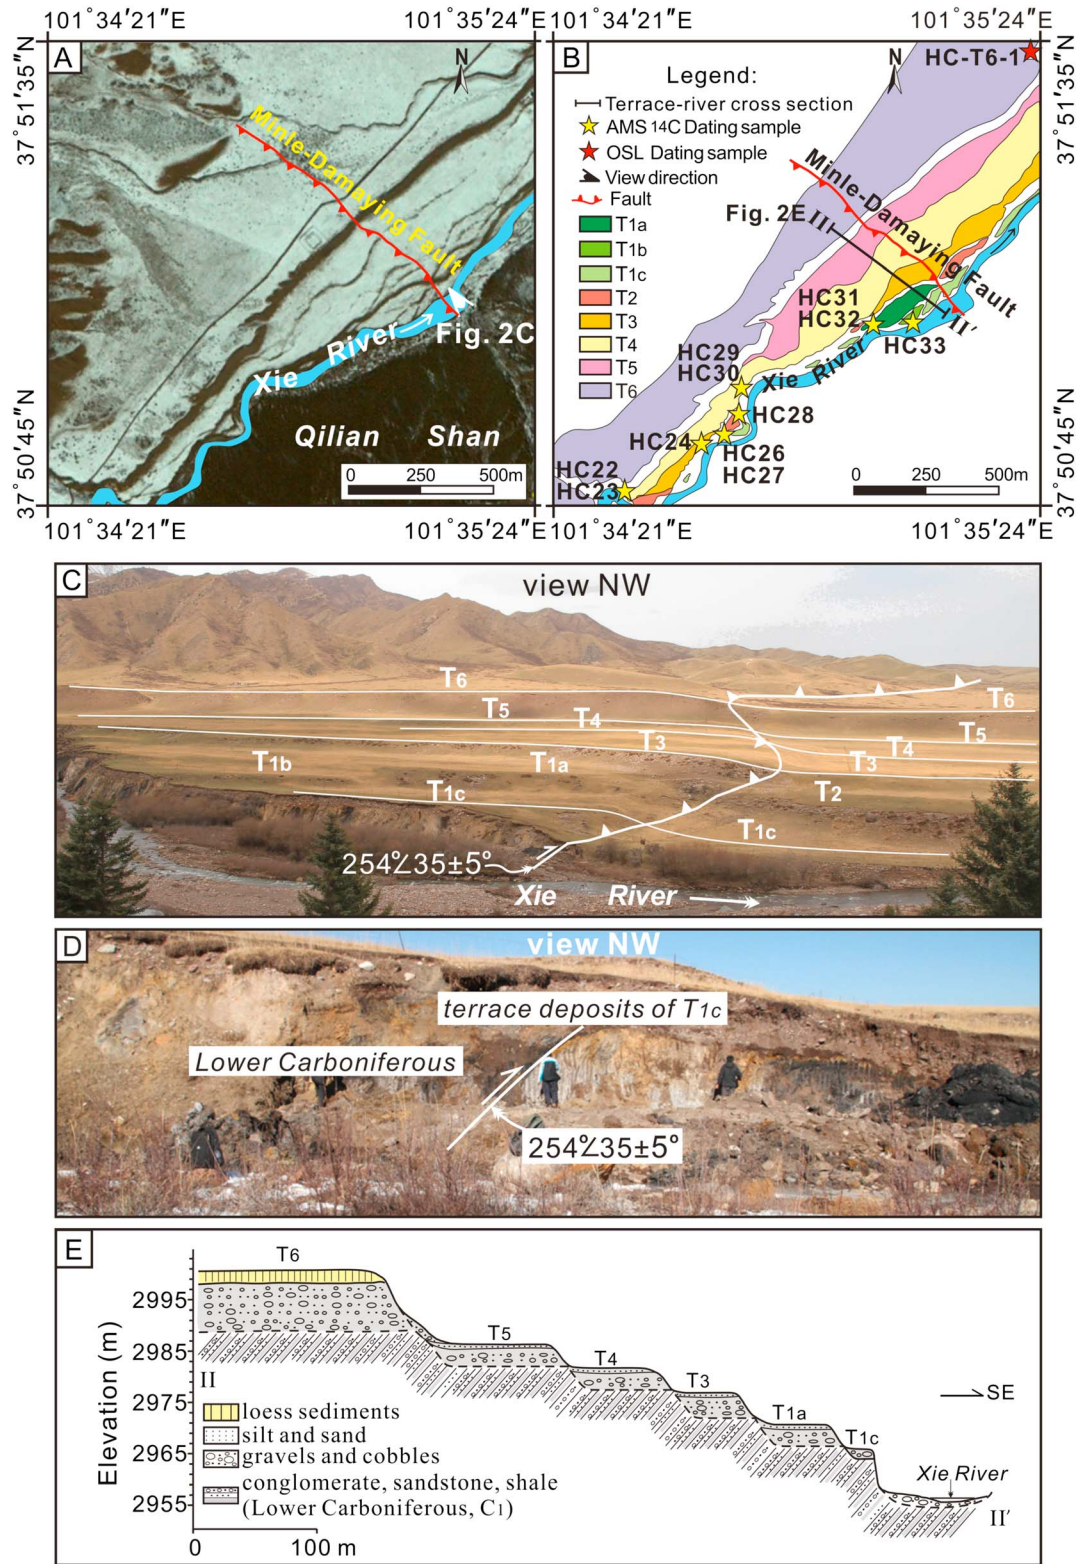 101°34′21″E
101°35′24″E
101°35′24″E
37°51′35″N
A
N
Minle-Damaying Fault
Fig. 2C
Xie River
Qilian Shan
0 250 500m
37°50′45″N
101°34′21″E
101°35′24″E
B
N
HC-T6-1
Legend:
Terrace-river cross section
AMS 14C Dating sample
OSL Dating sample
View direction
Fault
T1a
T1b
T1c
T2
T3
T4
T5
T6
Minle-Damaying Fault
Fig. 2E
II
II′
HC31
HC32
HC33
HC29
HC30
Xie River
HC28
HC24
HC26
HC27
HC22
HC23
0 250 500m
37°51′35″N
37°50′45″N
101°34′21″E
101°35′24″E
C
view NW
T6
T6
T5
T5
T4
T4
T3
T3
T1b
T1a
T2
T1c
T1c
254°∠35±5°
Xie River
D
view NW
terrace deposits of T1c
Lower Carboniferous
254°∠35±5°
E
T6
2995
2985
2975
2965
2955
Elevation (m)
T5
T4
T3
T1a
T1c
SE
II
loess sediments
silt and sand
gravels and cobbles
conglomerate, sandstone, shale
(Lower Carboniferous, C1)
Xie River
II′
0 100 m